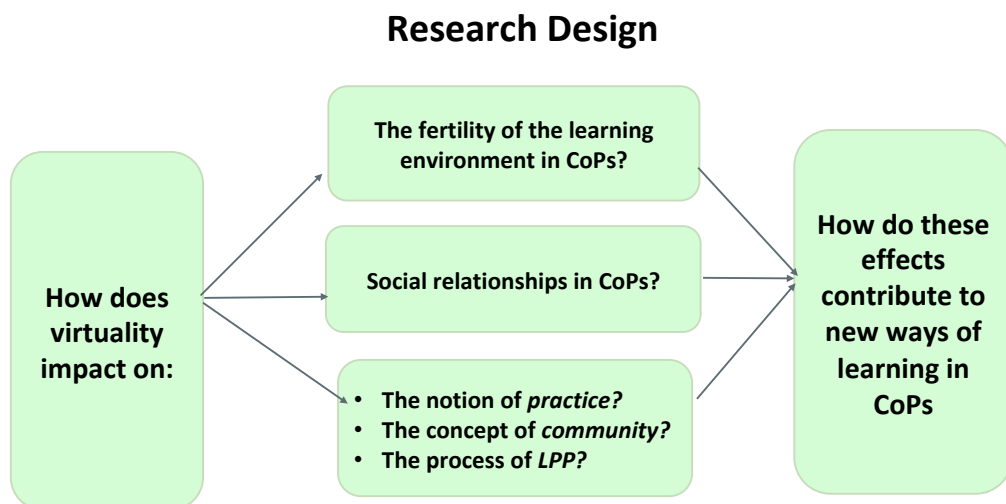 Research Design
How does
virtuality
impact on:
The fertility of the learning
environment in CoPs?
Social relationships in CoPs?
• The notion of practice?
• The concept of community?
• The process of LPP?
How do these
effects
contribute to
new ways of
learning in
CoPs